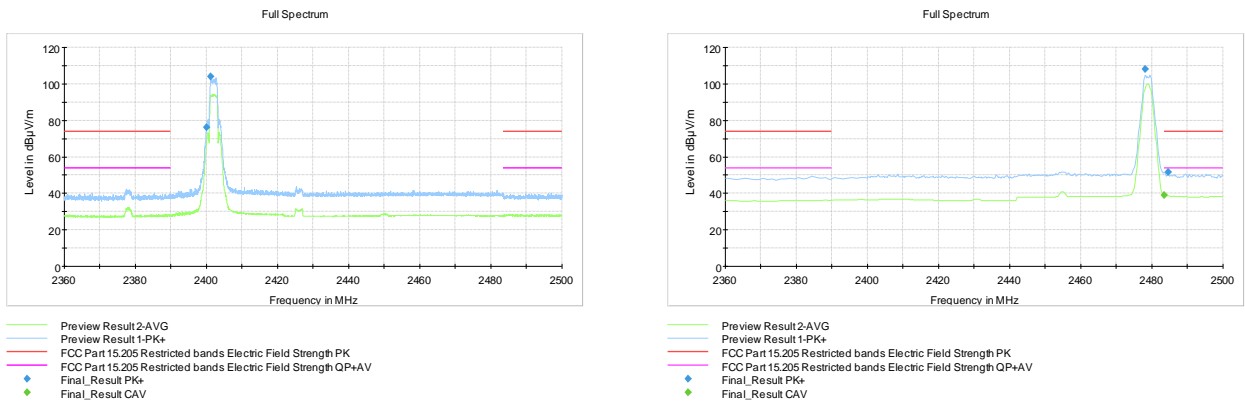 Full Spectrum
120
100
80
60
40
20
0
Level in dBµV/m
2360
2380
2400
2420
2440
2460
2480
2500
Frequency in MHz
Preview Result 2-AVG
Preview Result 1-PK+
FCC Part 15.205 Restricted bands Electric Field Strength PK
FCC Part 15.205 Restricted bands Electric Field Strength QP+AV
Final_Result PK+
Final_Result CAV
Full Spectrum
120
100
80
60
40
20
0
Level in dBµV/m
2360
2380
2400
2420
2440
2460
2480
2500
Frequency in MHz
Preview Result 2-AVG
Preview Result 1-PK+
FCC Part 15.205 Restricted bands Electric Field Strength PK
FCC Part 15.205 Restricted bands Electric Field Strength QP+AV
Final_Result PK+
Final_Result CAV